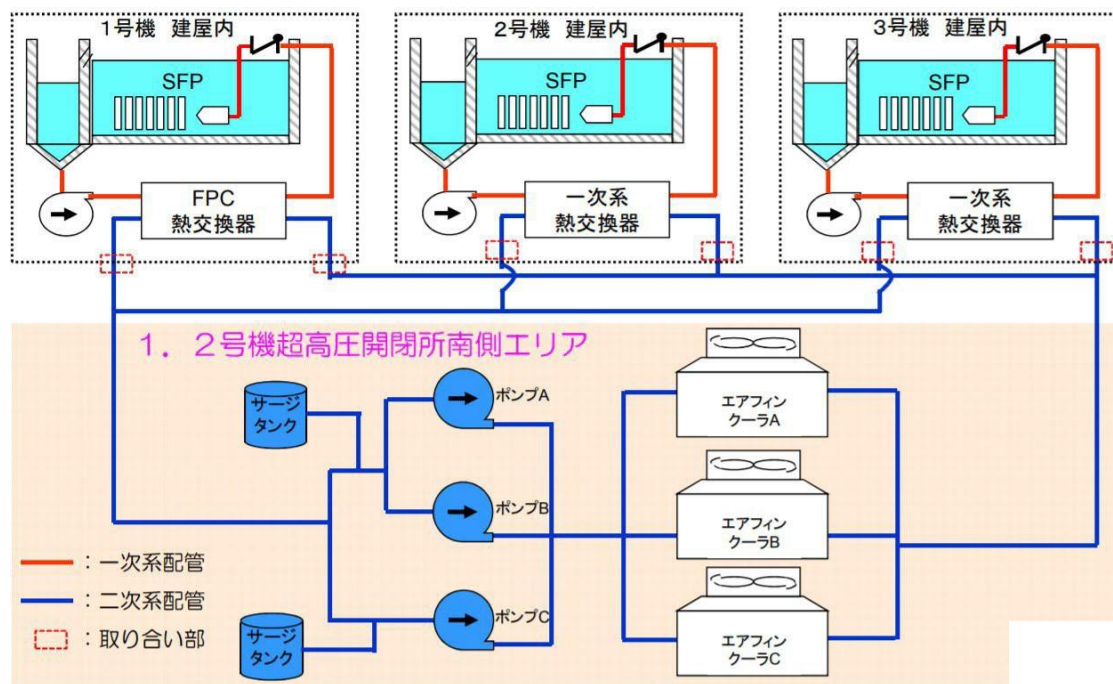 1号機 建屋内
SFP
FPC
熱交換器
2号機 建屋内
SFP
一次系
熱交換器
3号機 建屋内
SFP
一次系
熱交換器
1．2号機超高圧開閉所南側エリア
サージ
タンク
ポンプA
ポンプB
ポンプC
サージ
タンク
エアフィン
クーラA
エアフィン
クーラB
エアフィン
クーラC
：一次系配管
：二次系配管
：取り合い部